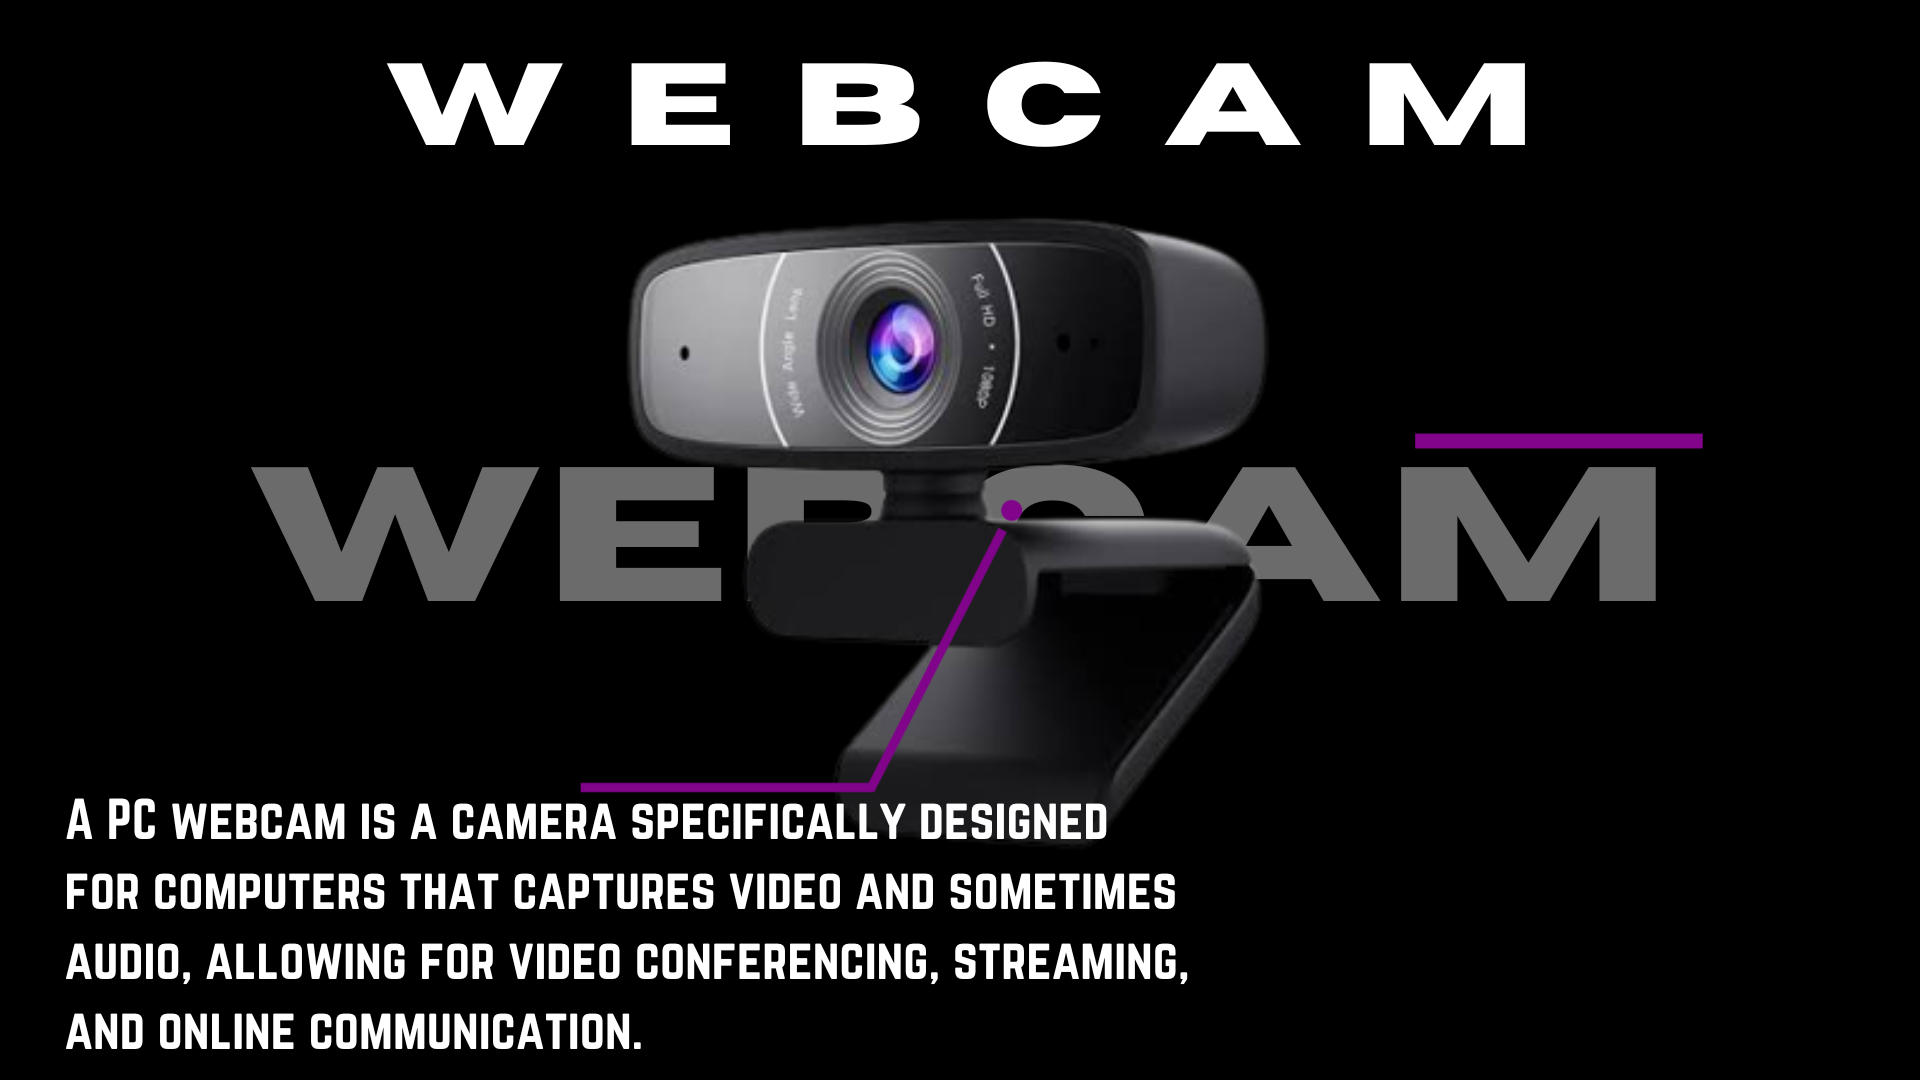 WEBCAM
Wide Angle Lens
Full HD • 1080p
WEBCAM
A PC WEBCAM IS A CAMERA SPECIFICALLY DESIGNED
FOR COMPUTERS THAT CAPTURES VIDEO AND SOMETIMES
AUDIO, ALLOWING FOR VIDEO CONFERENCING, STREAMING,
AND ONLINE COMMUNICATION.